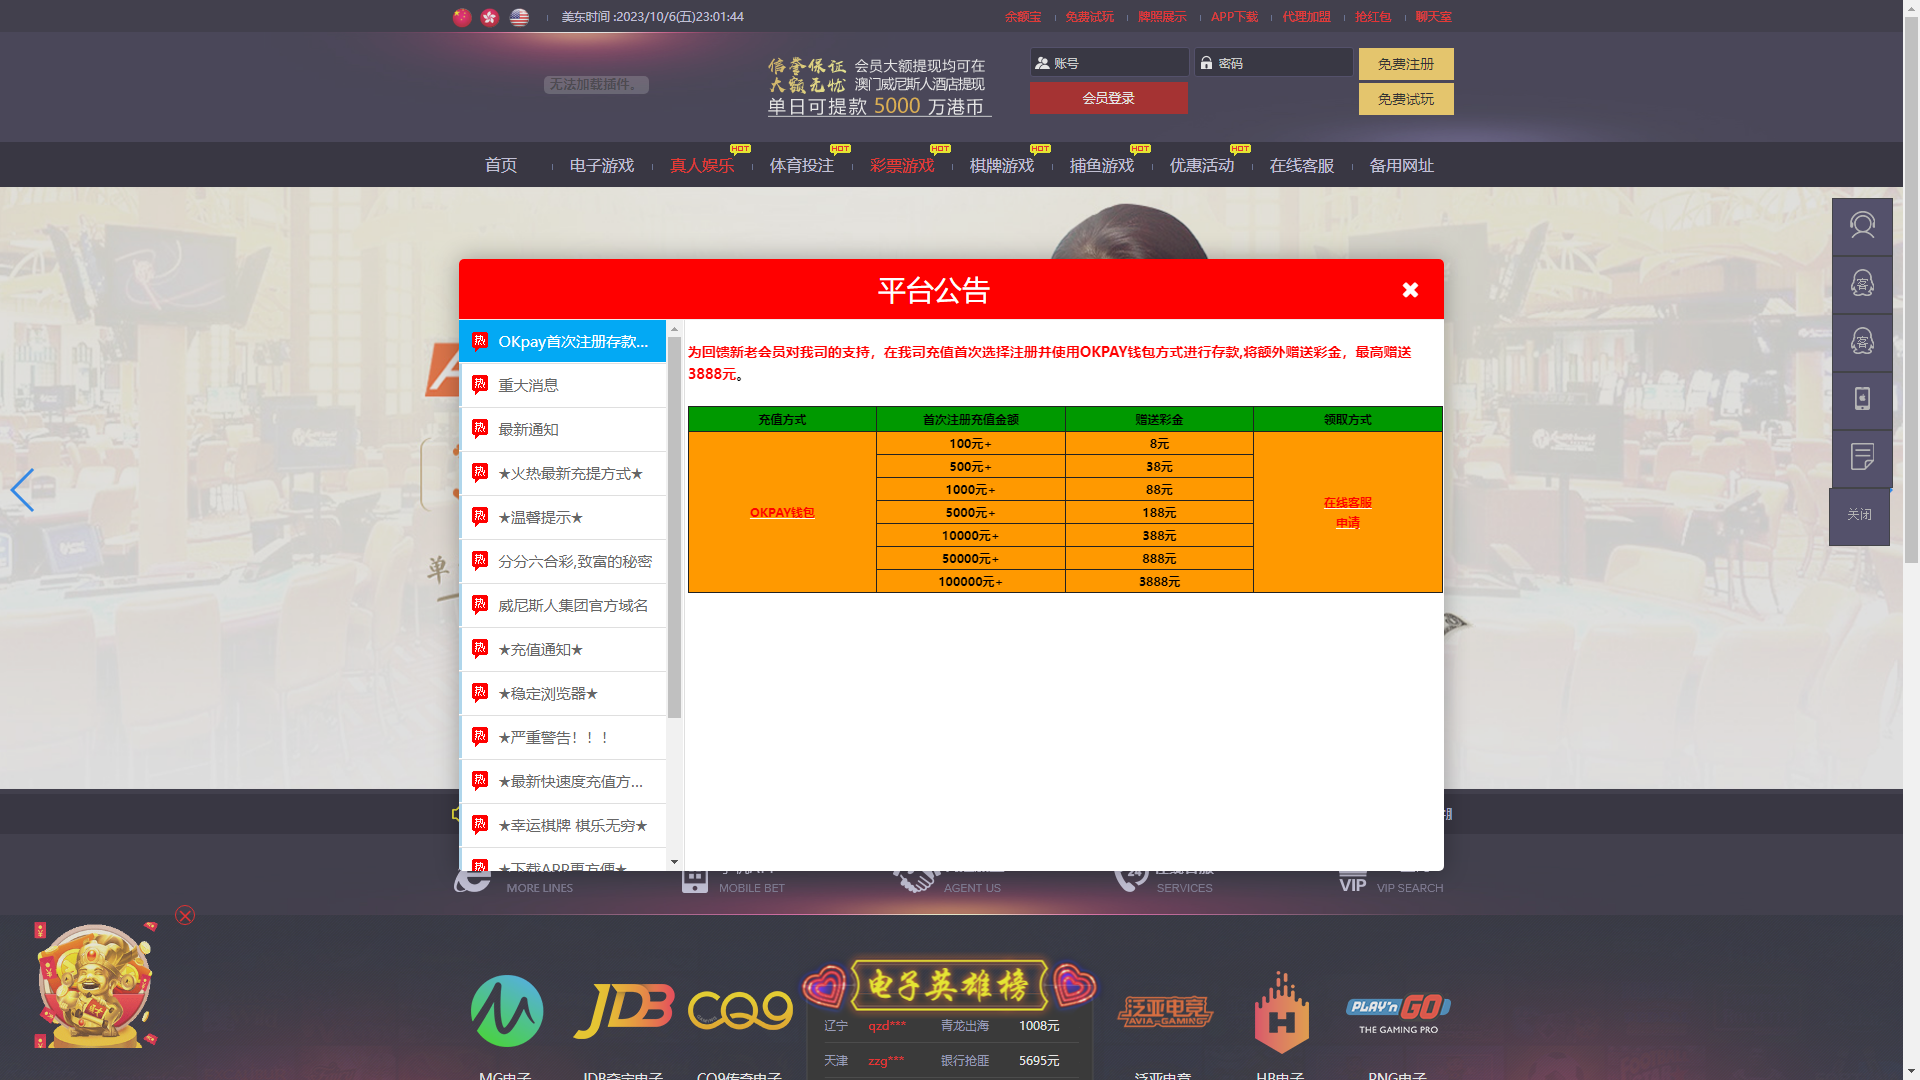 美东时间 :2023/10/6(五)23:01:44
余额宝
免费试玩
牌照展示
APP下载
代理加盟
抢红包
聊天室
无法加载插件。
信誉保证 会员大额提现均可在
大额无忧 澳门威尼斯人酒店提现
单日可提款 5000 万港币
账号
密码
免费注册
会员登录
免费试玩
首页
电子游戏
真人娱乐
HOT
体育投注
HOT
彩票游戏
HOT
棋牌游戏
HOT
捕鱼游戏
HOT
优惠活动
HOT
在线客服
备用网址
平台公告
热 OKpay首次注册存款...
热 重大消息
热 最新通知
热 ★火热最新充提方式★
热 ★温馨提示★
热 分分六合彩,致富的秘密
热 威尼斯人集团官方域名
热 ★充值通知★
热 ★稳定浏览器★
热 ★严重警告！！！
热 ★最新快速度充值方...
热 ★幸运棋牌 棋乐无穷★
热 ★下载APP更方便★
为回馈新老会员对我司的支持，在我司充值首次选择注册并使用OKPAY钱包方式进行存款,将额外赠送彩金，最高赠送
3888元。
充值方式 首次注册充值金额 赠送彩金 领取方式
100元+ 8元
500元+ 38元
1000元+ 88元
OKPAY钱包 5000元+ 188元 在线客服
申请
10000元+ 388元
50000元+ 888元
100000元+ 3888元
客
客
关闭
单
MORE LINES
MOBILE BET
AGENT US
24
SERVICES
VIP
VIP SEARCH
JDB
CQ9
GAMING
电子英雄榜
辽宁 qzd*** 青龙出海 1008元
天津 zzg*** 银行抢匪 5695元
泛亚电竞
AVIA-GAMING
H
PLAY'n GO
THE GAMING PRO
MG电子
JDB夺宝电子
CQ9传奇电子
泛亚电竞
HB电子
PNG电子